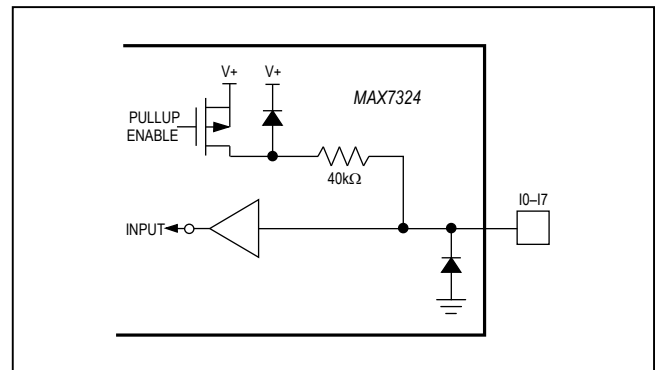 V+ V+
MAX7324
PULLUP
ENABLE
40kΩ
I0–I7
INPUT